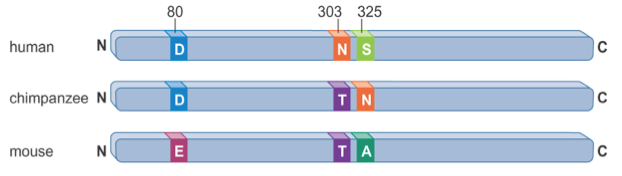 80 303 325
human N D N S C
chimpanzee N D T N C
mouse N E T A C